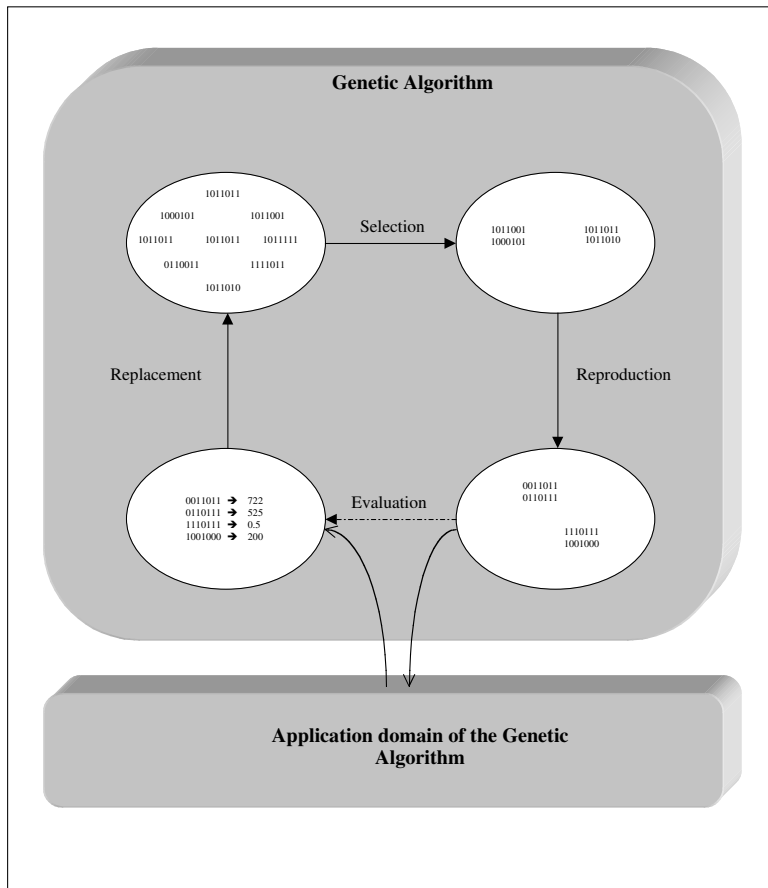 Genetic Algorithm
1011011
1000101 1011001
1011011 1011011 1011111
0110011 1111011
1011010
Selection
1011001 1011011
1000101 1011010
Replacement
Reproduction
0011011 ➔ 722
0110111 ➔ 525
1110111 ➔ 0.5
1001000 ➔ 200
Evaluation
0011011
0110111
1110111
1001000
Application domain of the Genetic
Algorithm